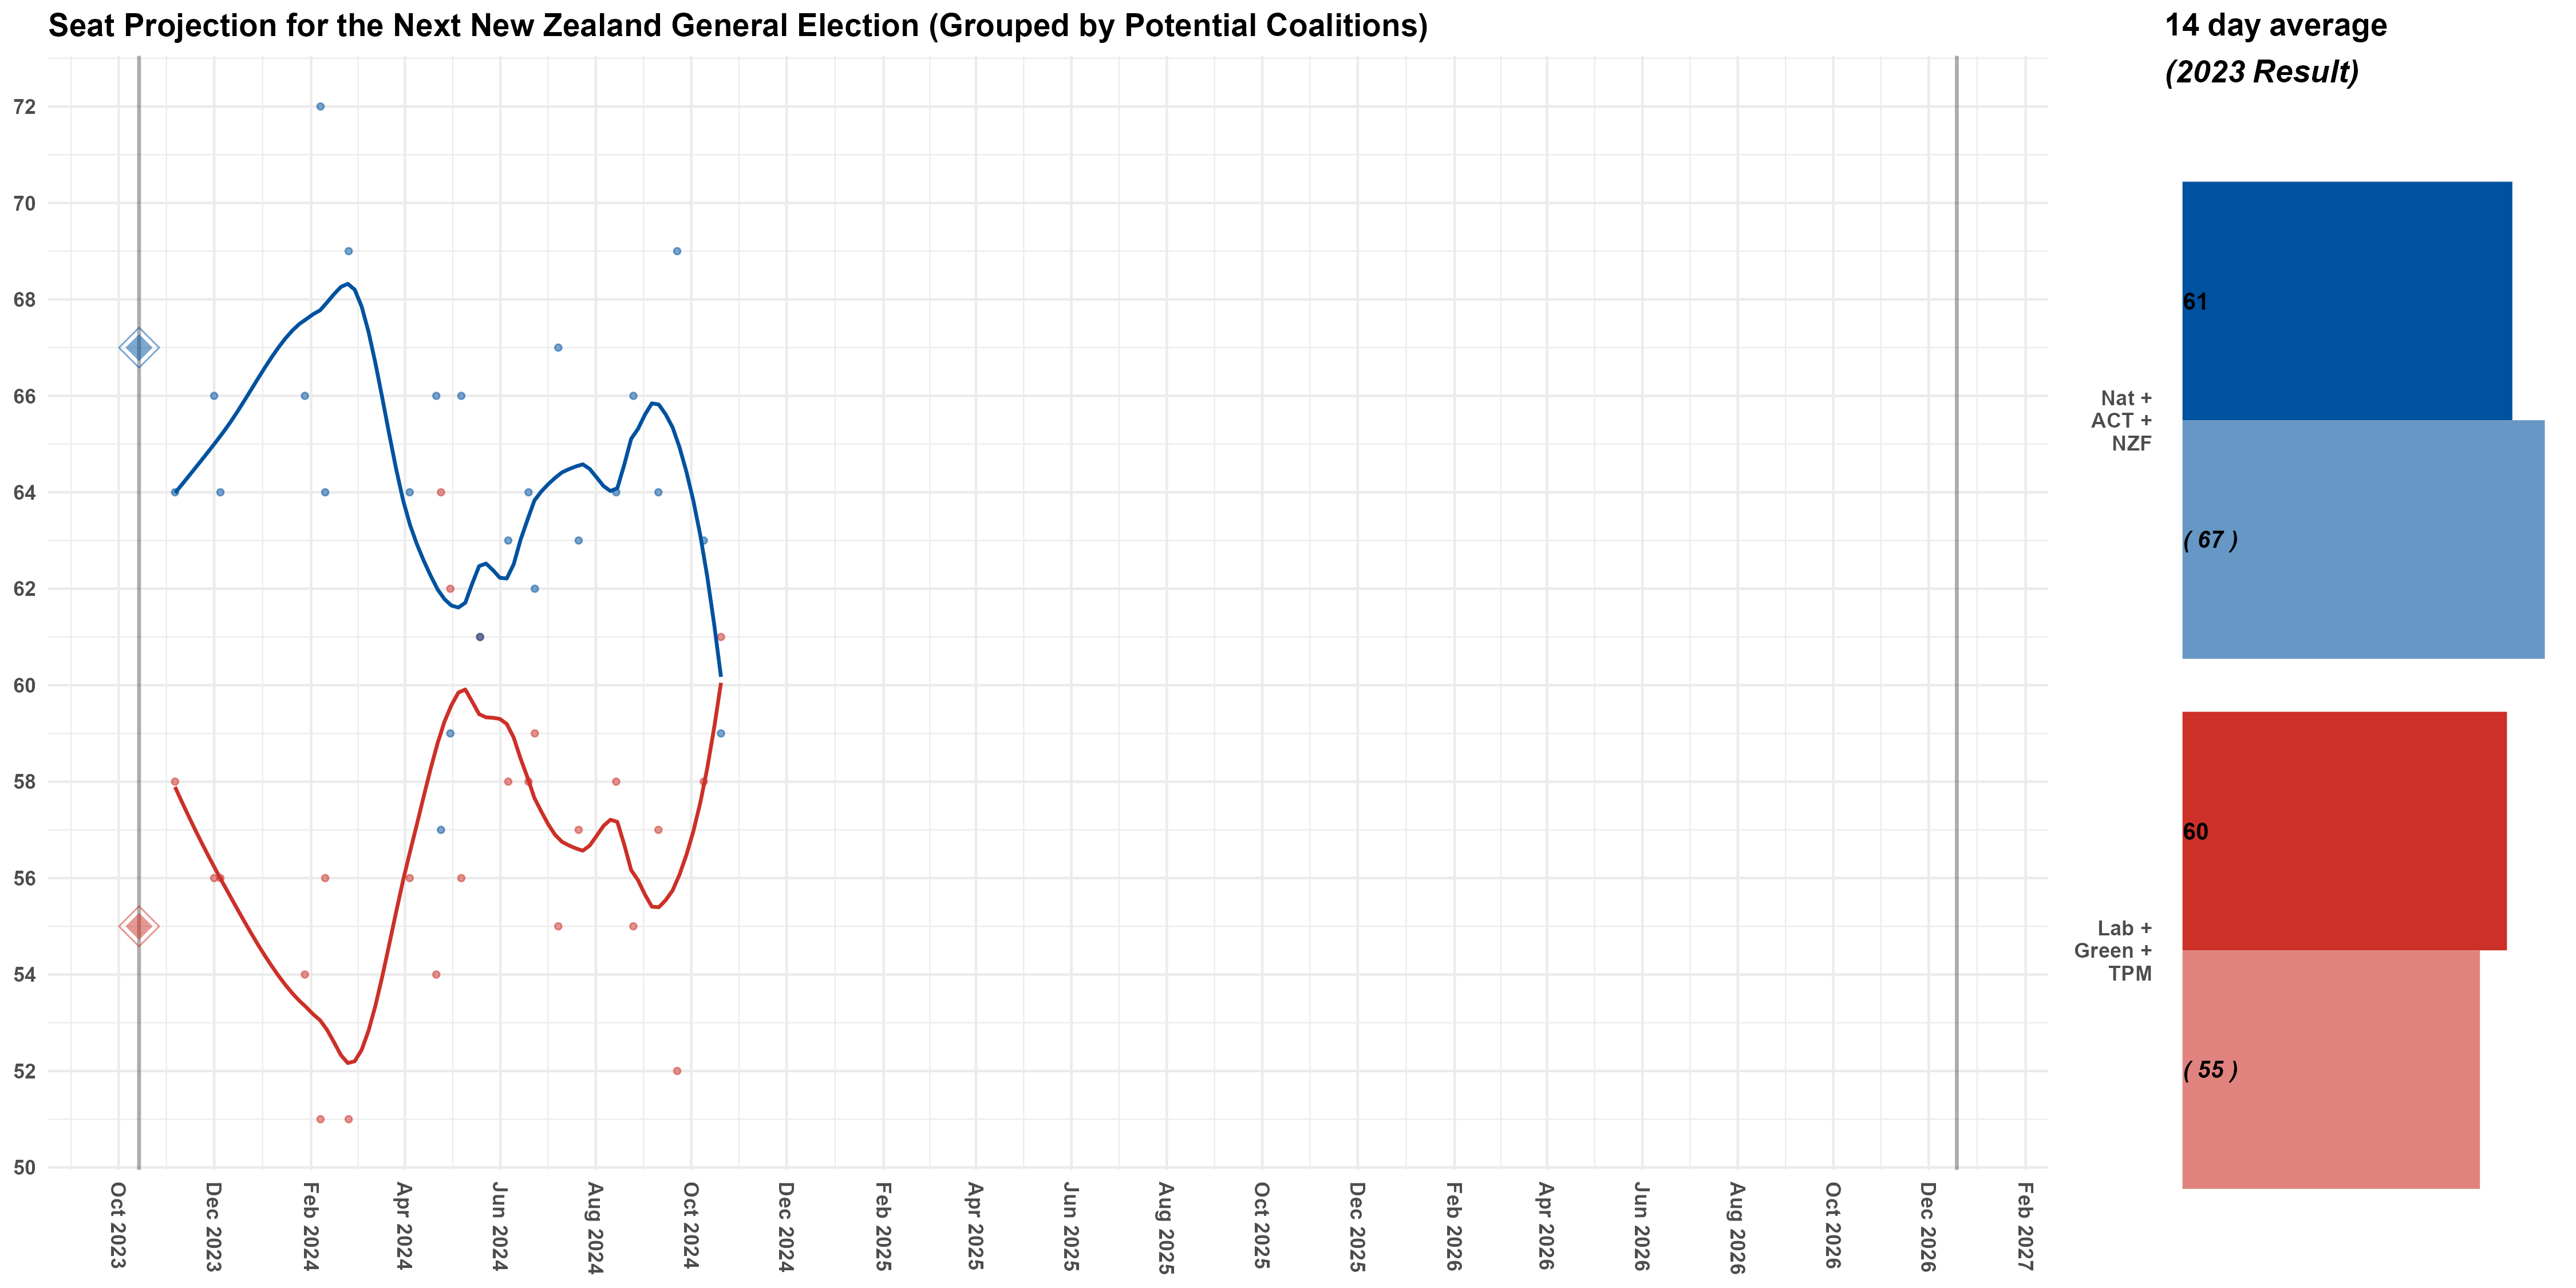 Seat Projection for the Next New Zealand General Election (Grouped by Potential Coalitions)
14 day average
(2023 Result)
72
70
68
66
64
62
60
58
56
54
52
50
Oct 2023
Dec 2023
Feb 2024
Apr 2024
Jun 2024
Aug 2024
Oct 2024
Dec 2024
Feb 2025
Apr 2025
Jun 2025
Aug 2025
Oct 2025
Dec 2025
Feb 2026
Apr 2026
Jun 2026
Aug 2026
Oct 2026
Dec 2026
Feb 2027
Nat +
ACT +
NZF
61
( 67 )
Lab +
Green +
TPM
60
( 55 )